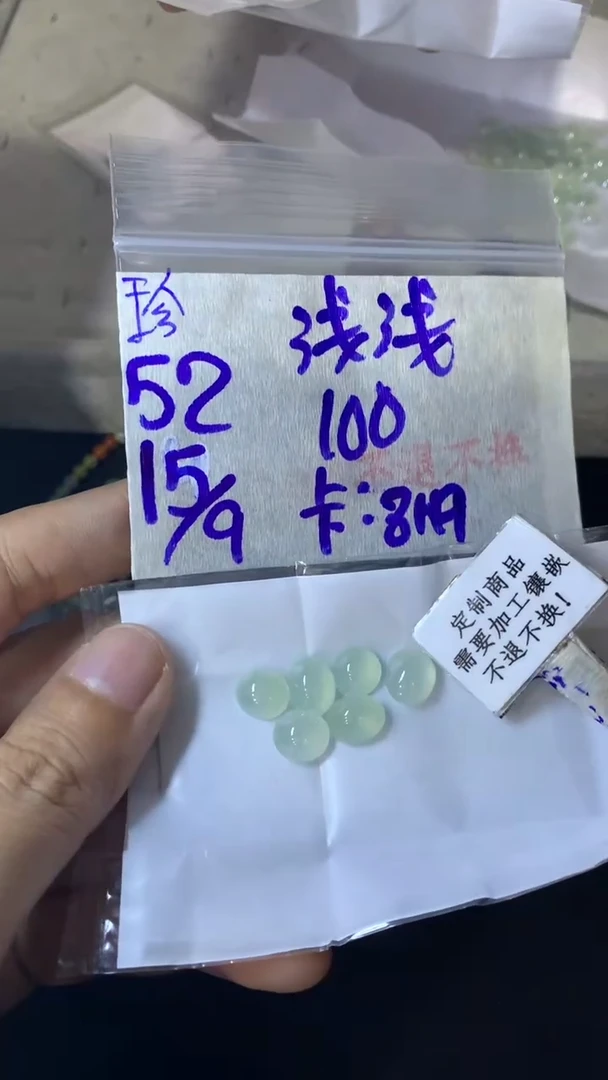 珍
52
15/9
浅浅
100
不退不换
卡:8119
定制商品
需要加工镶嵌
不退不换!